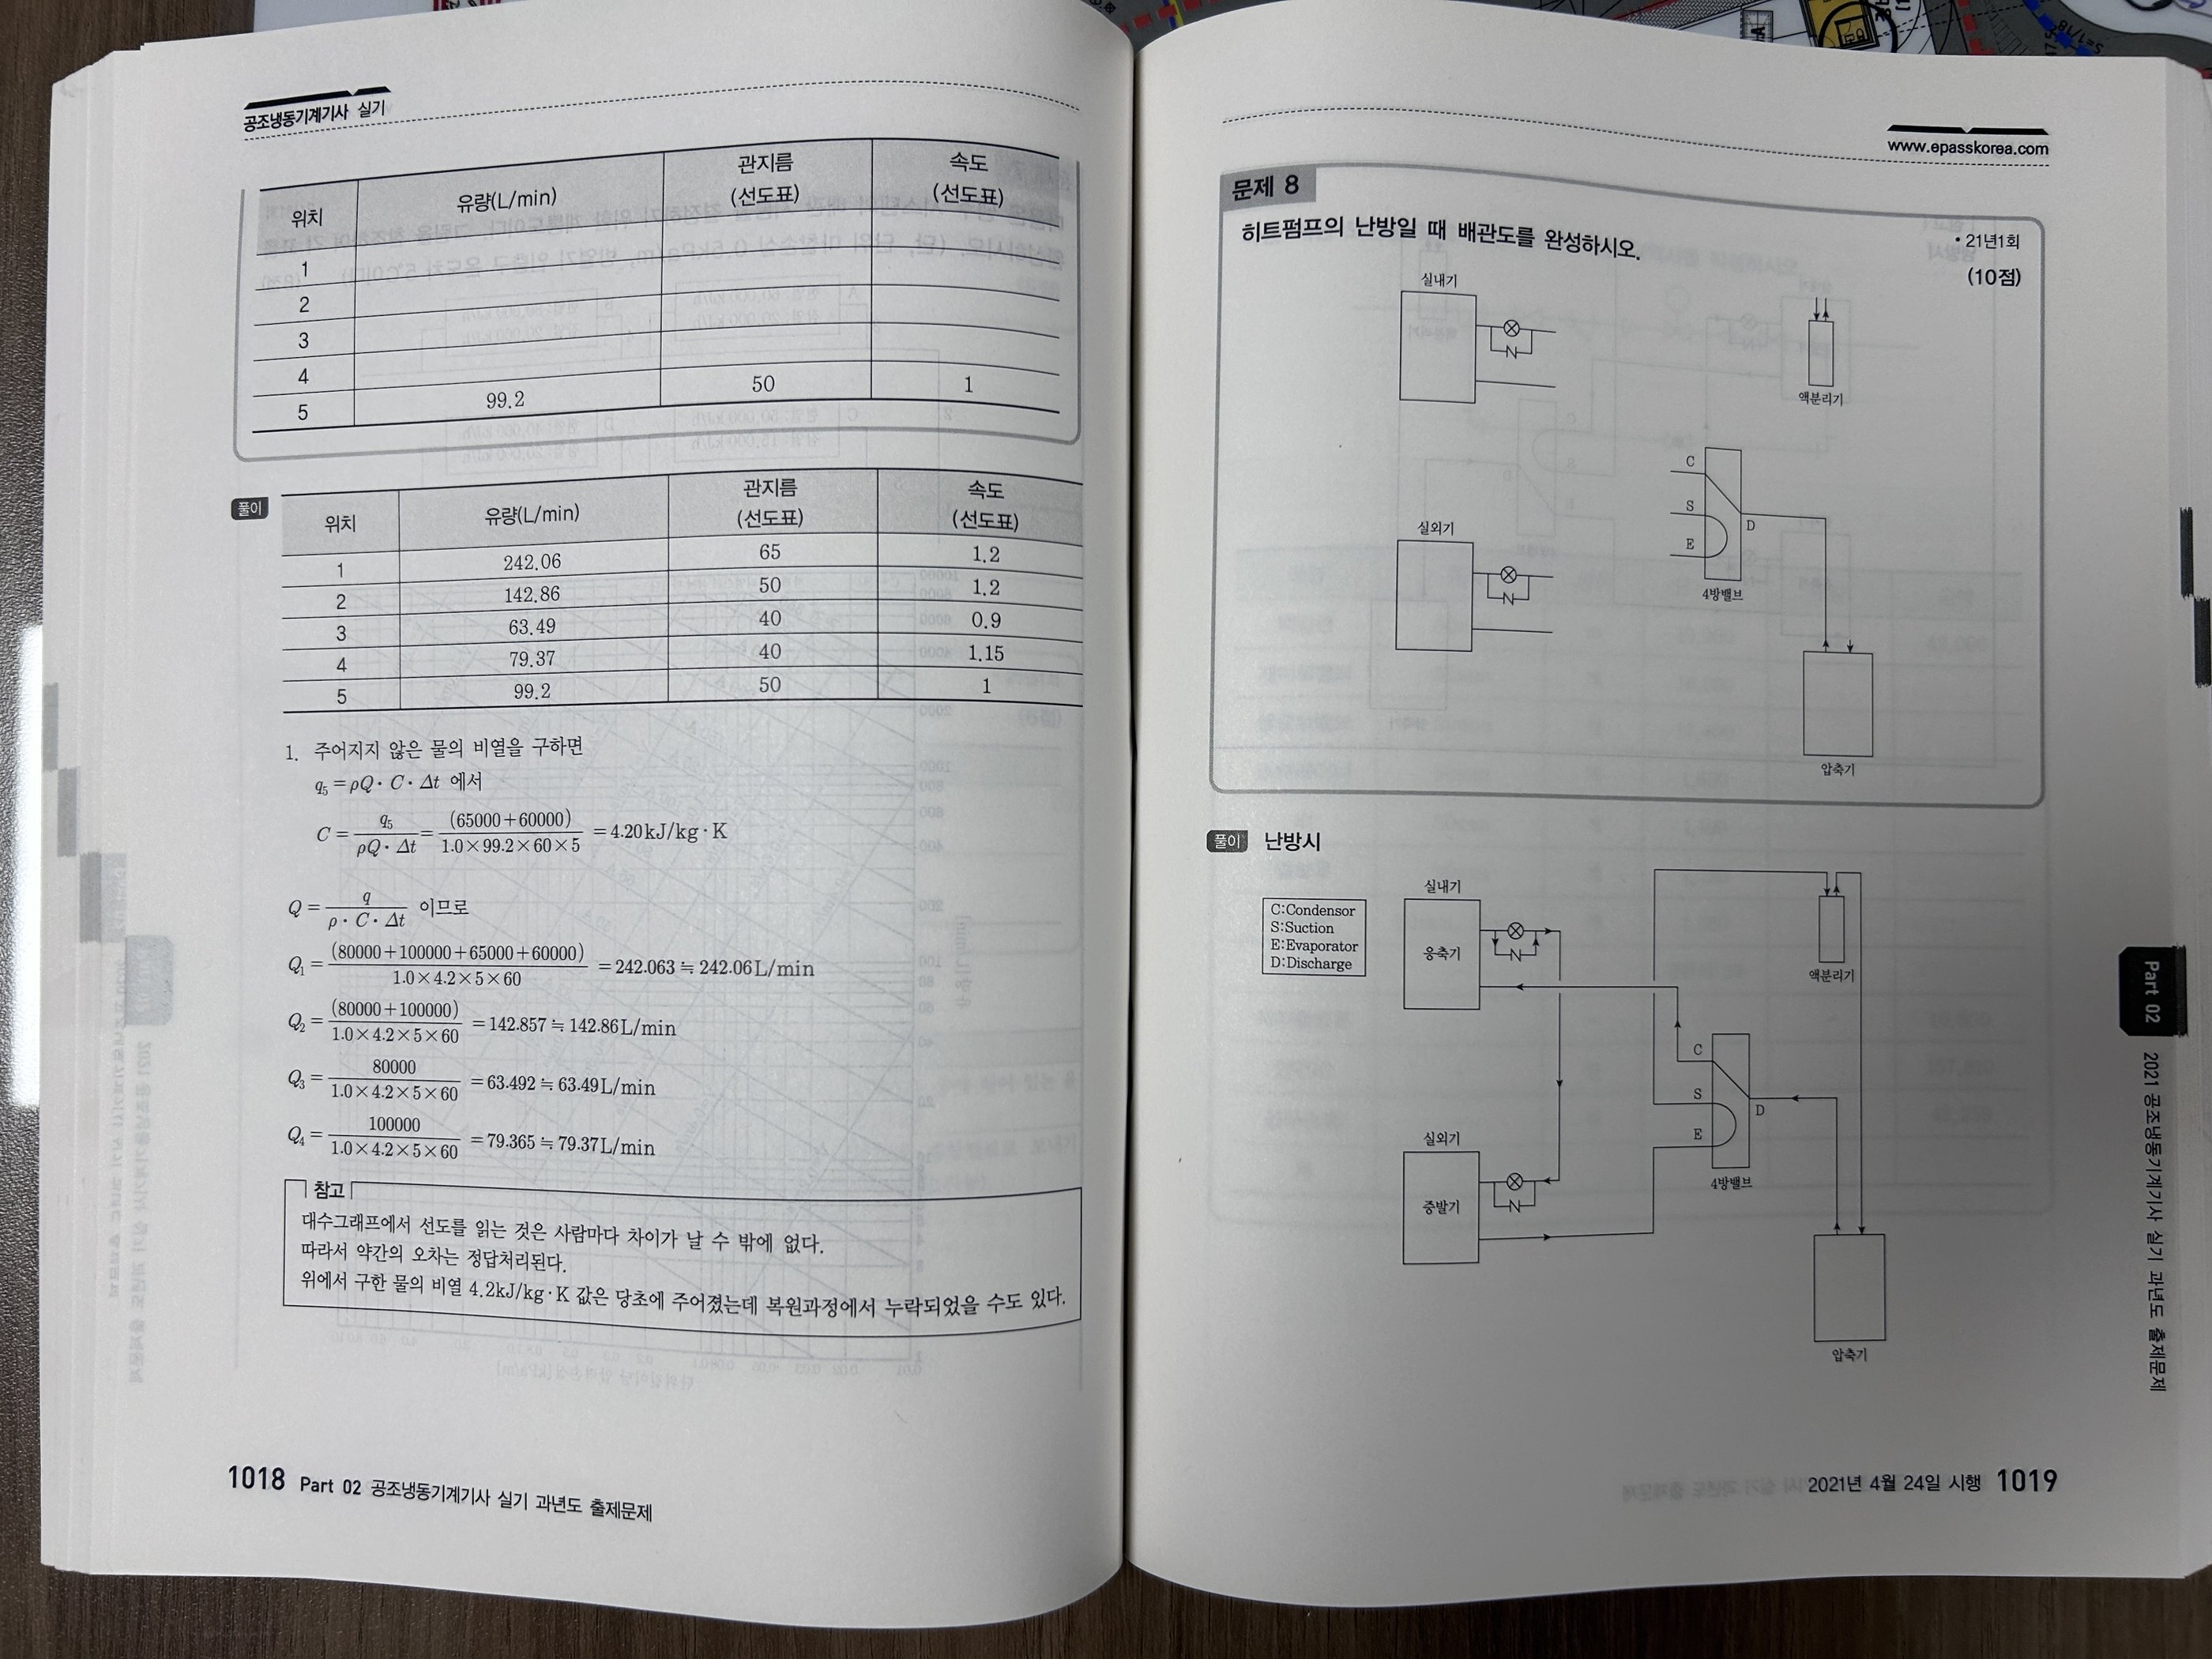 공조냉동기계기사 실기
위치 유량(L/min) 관지름 (선도표) 속도 (선도표)
1
2
3
4
5 99.2 50 1
풀이
위치 유량(L/min) 관지름 (선도표) 속도 (선도표)
1 242.06 65 1.2
2 142.86 50 1.2
3 63.49 40 0.9
4 79.37 40 1.15
5 99.2 50 1
1. 주어지지 않은 물의 비열을 구하면
q₅ = ρQ · C · Δt 에서
C = q₅ / ρQ · Δt = (65000+60000) / 1.0×99.2×60×5 = 4.20kJ/kg · K
Q = q / ρ · C · Δt 이므로
Q₁ = (80000+100000+65000+60000) / 1.0×4.2×5×60 = 242.063 ≒ 242.06L/min
Q₂ = (80000+100000) / 1.0×4.2×5×60 = 142.857 ≒ 142.86L/min
Q₃ = 80000 / 1.0×4.2×5×60 = 63.492 ≒ 63.49L/min
Q₄ = 100000 / 1.0×4.2×5×60 = 79.365 ≒ 79.37L/min
참고
대수그래프에서 선도를 읽는 것은 사람마다 차이가 날 수 밖에 없다.
따라서 약간의 오차는 정답처리된다.
위에서 구한 물의 비열 4.2kJ/kg · K 값은 당초에 주어졌는데 복원과정에서 누락되었을 수도 있다.
1018 Part 02 공조냉동기계기사 실기 과년도 출제문제
www.epasskorea.com
문제 8
히트펌프의 난방일 때 배관도를 완성하시오.
• 21년1회
(10점)
실내기
액분리기
C
S
E
D
4방밸브
실외기
압축기
풀이 난방시
C:Condensor
S:Suction
E:Evaporator
D:Discharge
실내기
응축기
액분리기
C
S
E
D
4방밸브
실외기
증발기
압축기
Part 02
2021 공조냉동기계기사 실기 과년도 출제문제
2021년 4월 24일 시행 1019